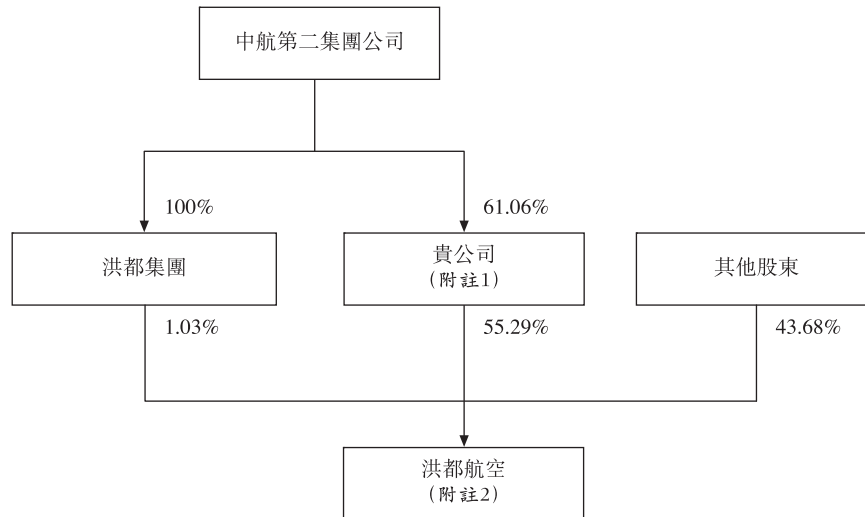 中航第二集團公司
100%
61.06%
洪都集團
貴公司
(附註1)
其他股東
1.03%
55.29%
43.68%
洪都航空
(附註2)